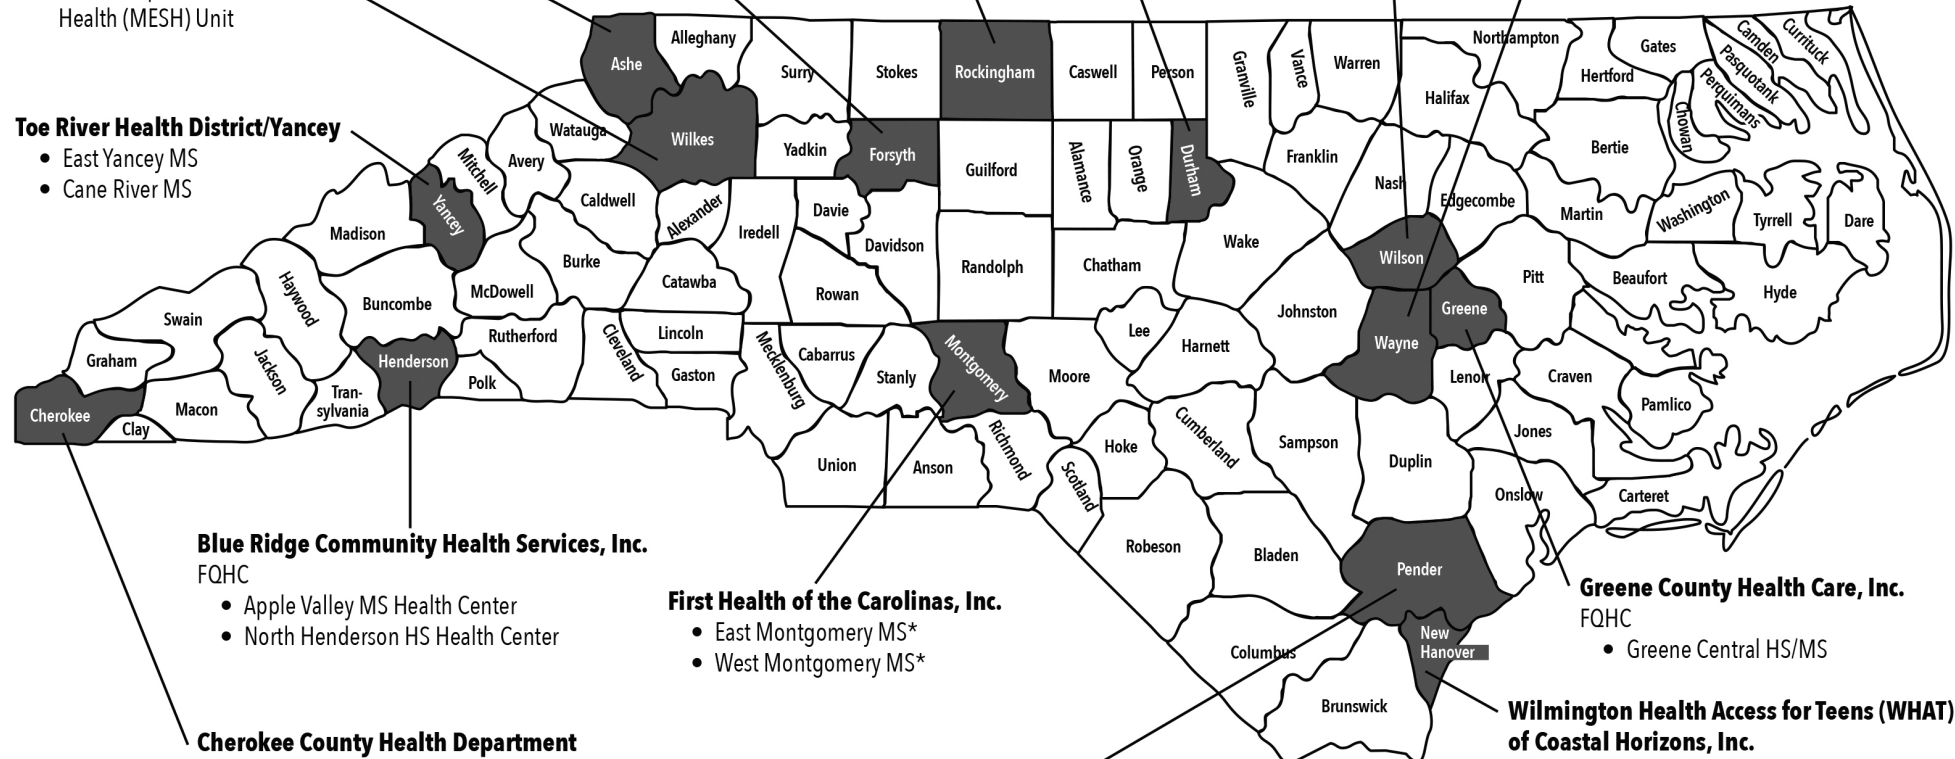 Health (MESH) Unit
Alleghany
Ashe
Surry
Stokes
Rockingham
Caswell
Person
Granville
Vance
Warren
Northampton
Gates
Camden
Currituck
Pasquotank
Perquimans
Hertford
Halifax
Chowan
Toe River Health District/Yancey
• East Yancey MS
• Cane River MS
Watauga
Wilkes
Yadkin
Forsyth
Guilford
Alamance
Orange
Durham
Franklin
Bertie
Mitchell
Avery
Nash
Edgecombe
Martin
Washington
Tyrrell
Dare
Yancey
Caldwell
Alexander
Iredell
Davie
Davidson
Madison
Wake
Burke
Randolph
Chatham
Wilson
Pitt
Beaufort
Hyde
Haywood
Buncombe
McDowell
Catawba
Rowan
Johnston
Greene
Swain
Rutherford
Lincoln
Lee
Harnett
Wayne
Graham
Jackson
Henderson
Polk
Cleveland
Gaston
Mecklenburg
Cabarrus
Stanly
Montgomery
Moore
Lenoir
Craven
Pamlico
Cherokee
Clay
Macon
Tran-
sylvania
Union
Anson
Richmond
Scotland
Hoke
Cumberland
Sampson
Duplin
Jones
Onslow
Carteret
Robeson
Bladen
Pender
Columbus
New
Hanover
Brunswick
Blue Ridge Community Health Services, Inc.
FQHC
• Apple Valley MS Health Center
• North Henderson HS Health Center
First Health of the Carolinas, Inc.
• East Montgomery MS*
• West Montgomery MS*
Greene County Health Care, Inc.
FQHC
• Greene Central HS/MS
Cherokee County Health Department
Wilmington Health Access for Teens (WHAT)
of Coastal Horizons, Inc.